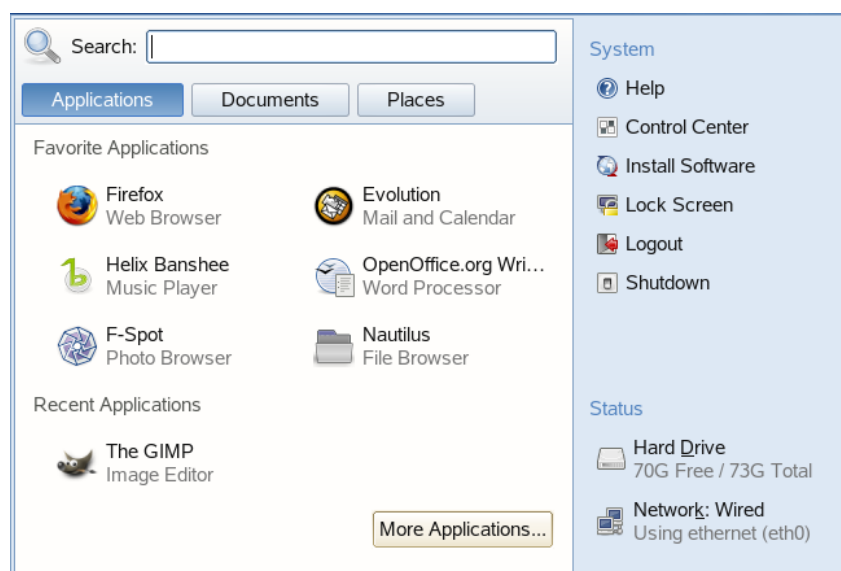 Search:
Applications
Documents
Places
Favorite Applications
Firefox
Web Browser
Evolution
Mail and Calendar
Helix Banshee
Music Player
OpenOffice.org Wri...
Word Processor
F-Spot
Photo Browser
Nautilus
File Browser
Recent Applications
The GIMP
Image Editor
More Applications...
System
Help
Control Center
Install Software
Lock Screen
Logout
Shutdown
Status
Hard Drive
70G Free / 73G Total
Network: Wired
Using ethernet (eth0)